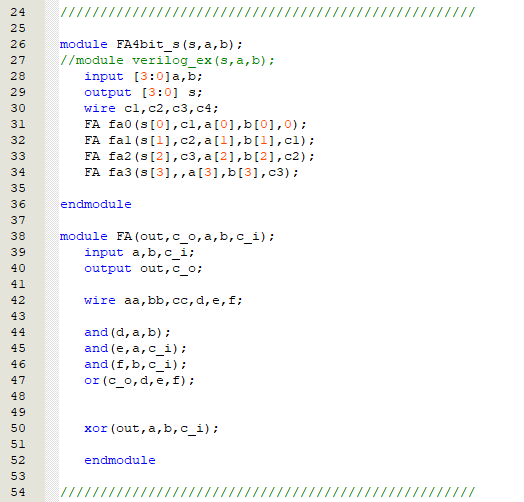 24 ////////////////////////////////////////////////////
25
26 module FA4bit_s(s,a,b);
27 //module verilog_ex(s,a,b);
28    input [3:0]a,b;
29    output [3:0] s;
30    wire c1,c2,c3,c4;
31    FA fa0(s[0],c1,a[0],b[0],0);
32    FA fa1(s[1],c2,a[1],b[1],c1);
33    FA fa2(s[2],c3,a[2],b[2],c2);
34    FA fa3(s[3],,a[3],b[3],c3);
35
36 endmodule
37
38 module FA(out,c_o,a,b,c_i);
39    input a,b,c_i;
40    output out,c_o;
41
42    wire aa,bb,cc,d,e,f;
43
44    and(d,a,b);
45    and(e,a,c_i);
46    and(f,b,c_i);
47    or(c_o,d,e,f);
48
49
50    xor(out,a,b,c_i);
51
52    endmodule
53
54 ////////////////////////////////////////////////////